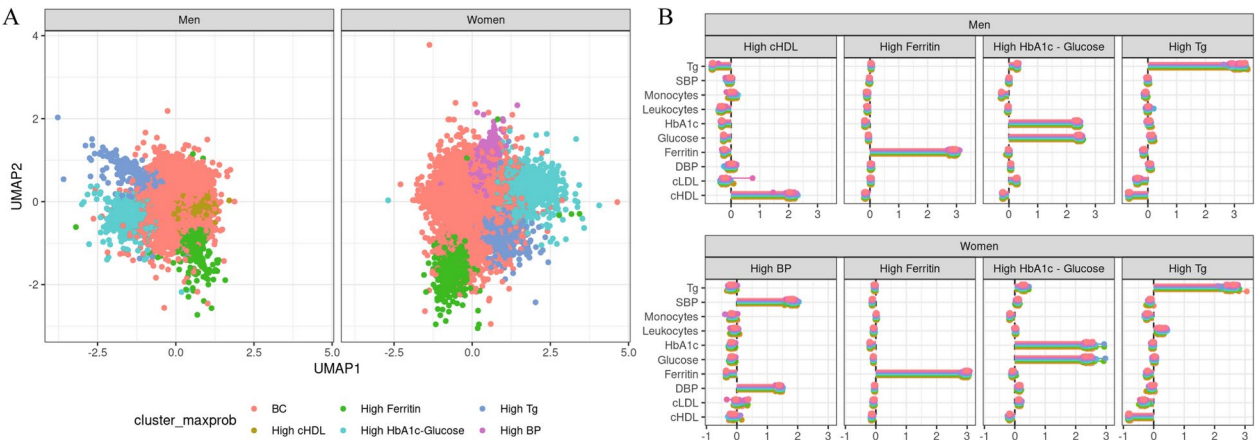 A
Men
Women
4
2
0
-2
UMAP2
-2.5
0.0
2.5
5.0
-2.5
0.0
2.5
5.0
UMAP1
cluster_maxprob
BC
High Ferritin
High Tg
High cHDL
High HbA1c-Glucose
High BP
B
Men
High cHDL
High Ferritin
High HbA1c - Glucose
High Tg
Tg
SBP
Monocytes
Leukocytes
HbA1c
Glucose
Ferritin
DBP
cLDL
cHDL
0 1 2 3 0 1 2 3 0 1 2 3 0 1 2 3
Women
High BP
High Ferritin
High HbA1c - Glucose
High Tg
Tg
SBP
Monocytes
Leukocytes
HbA1c
Glucose
Ferritin
DBP
cLDL
cHDL
-1 0 1 2 3 -1 0 1 2 3 -1 0 1 2 3 -1 0 1 2 3